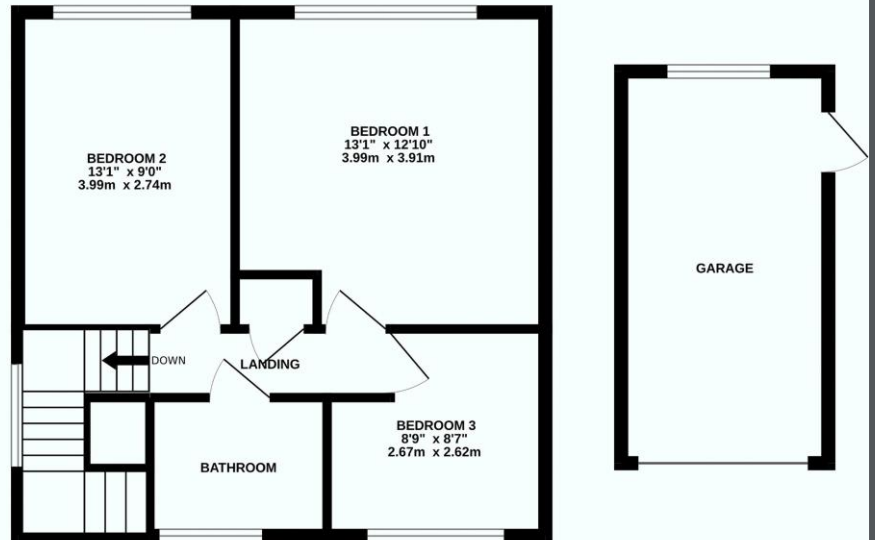 BEDROOM 2
13'1" x 9'0"
3.99m x 2.74m
BEDROOM 1
13'1" x 12'10"
3.99m x 3.91m
GARAGE
DOWN
LANDING
BEDROOM 3
8'9" x 8'7"
2.67m x 2.62m
BATHROOM